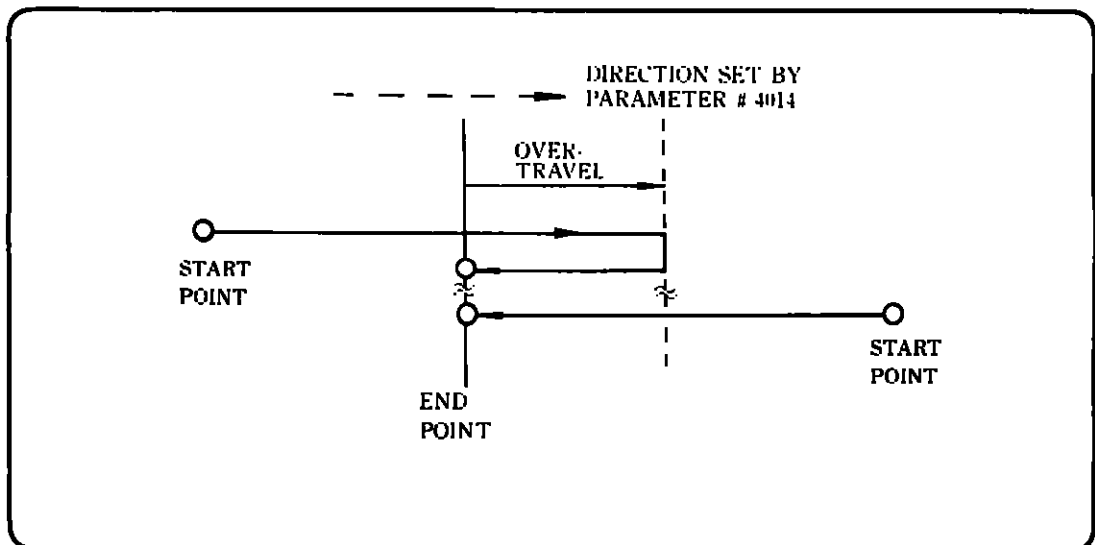 DIRECTION SET BY
PARAMETER # 4014
OVER-
TRAVEL
START
POINT
START
POINT
END
POINT